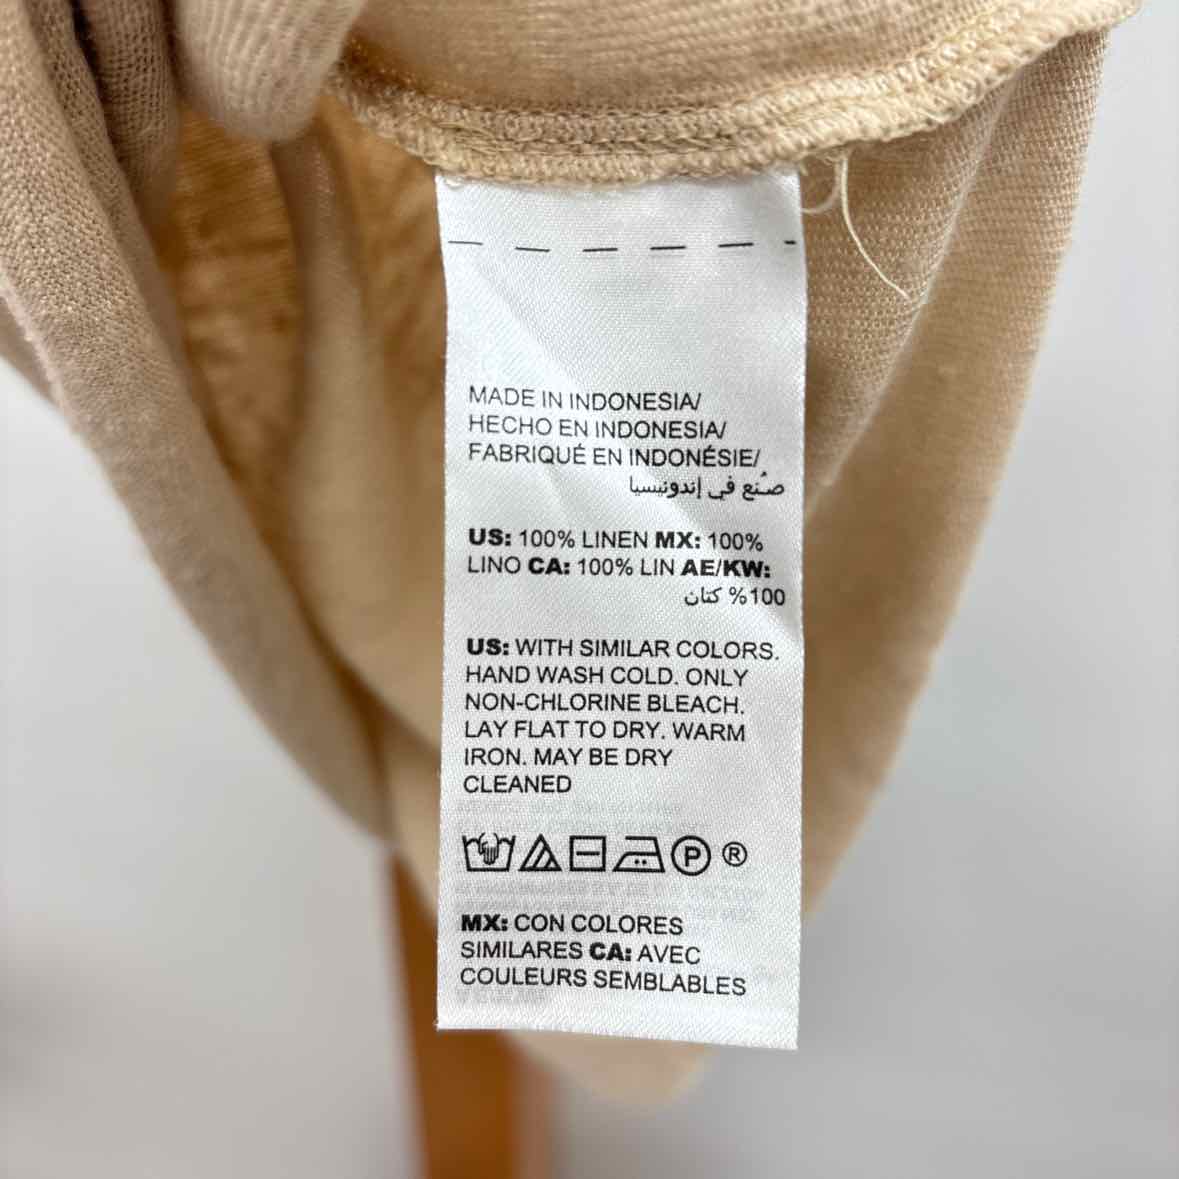 MADE IN INDONESIA/
HECHO EN INDONESIA/
FABRIQUÉ EN INDONÉSIE/
صُنع في إندونيسيا
US: 100% LINEN MX: 100%
LINO CA: 100% LIN AE/KW:
100% كتان
US: WITH SIMILAR COLORS.
HAND WASH COLD. ONLY
NON-CHLORINE BLEACH.
LAY FLAT TO DRY. WARM
IRON. MAY BE DRY
CLEANED
P ®
MX: CON COLORES
SIMILARES CA: AVEC
COULEURS SEMBLABLES